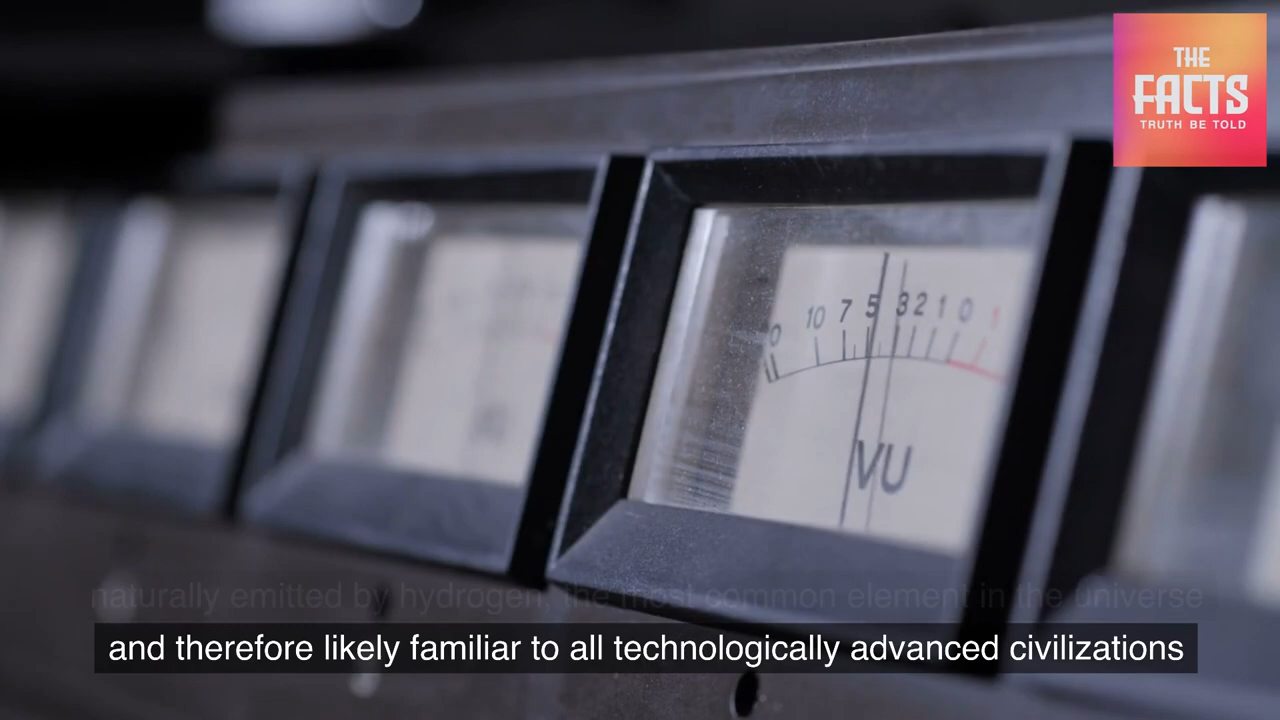 THE
FACTS
TRUTH BE TOLD
10 7 5 3 2 1 0 1
VU
naturally emitted by hydrogen, the most common element in the universe
and therefore likely familiar to all technologically advanced civilizations